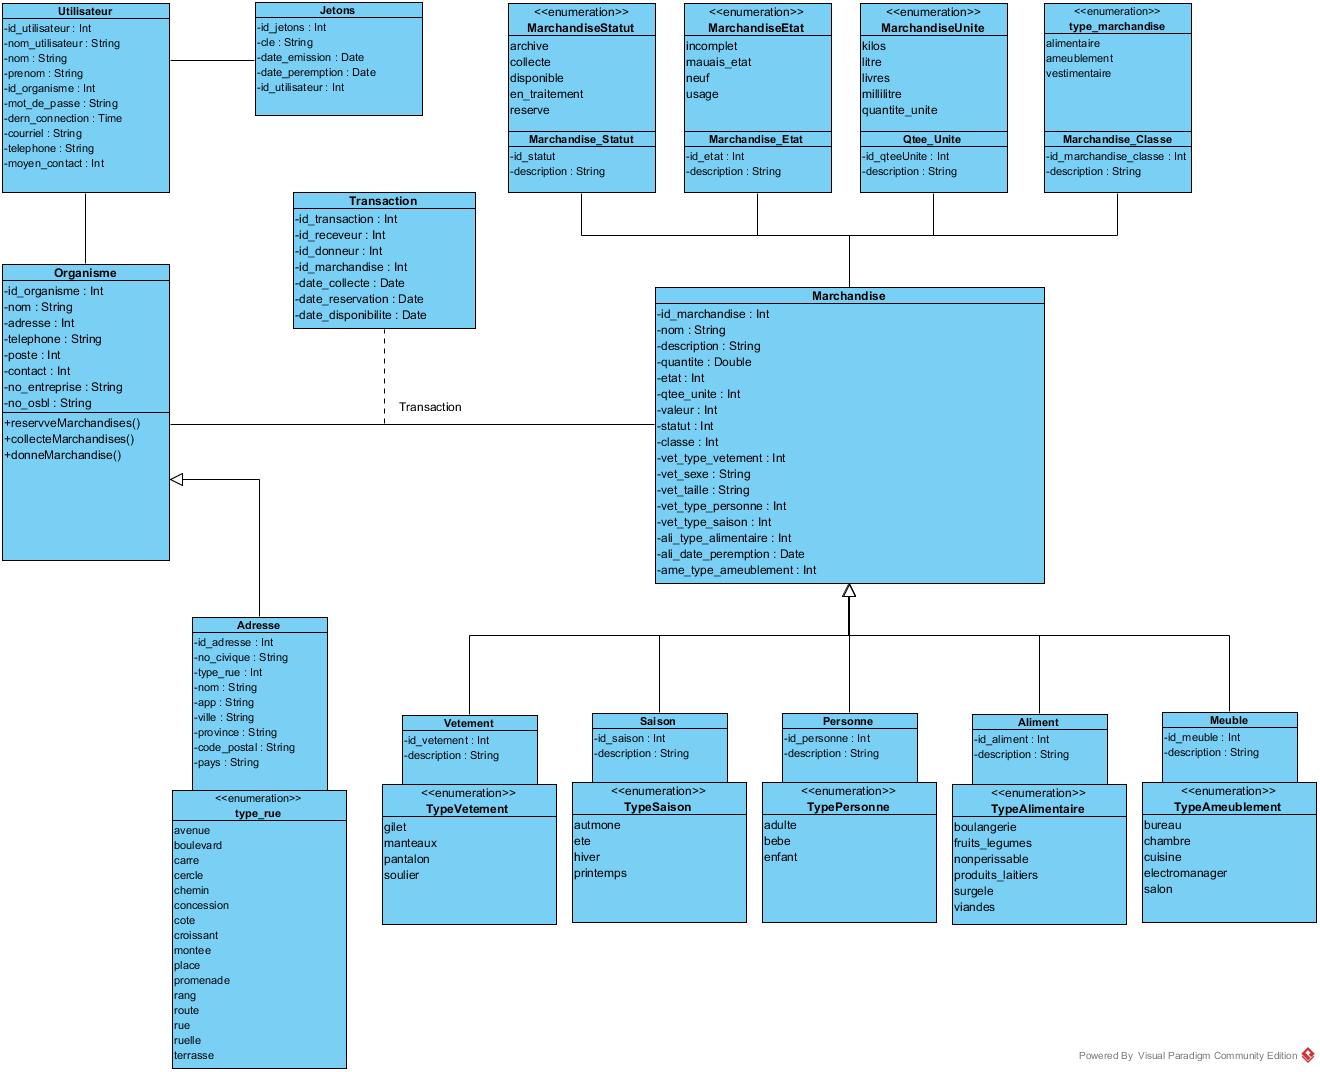 Utilisateur
-id_utilisateur : Int
-nom_utilisateur : String
-nom : String
-prenom : String
-id_organisme : Int
-mot_de_passe : String
-dern_connection : Time
-courriel : String
-telephone : String
-moyen_contact : Int
Jetons
-id_jetons : Int
-cle : String
-date_emission : Date
-date_peremption : Date
-id_utilisateur : Int
<<enumeration>>
MarchandiseStatut
archive
collecte
disponible
en_traitement
reserve
Marchandise_Statut
-id_statut
-description : String
<<enumeration>>
MarchandiseEtat
incomplet
mauais_etat
neuf
usage
Marchandise_Etat
-id_etat : Int
-description : String
<<enumeration>>
MarchandiseUnite
kilos
litre
livres
millilitre
quantite_unite
Qtee_Unite
-id_qteeUnite : Int
-description : String
<<enumeration>>
type_marchandise
alimentaire
ameublement
vestimentaire
Marchandise_Classe
-id_marchandise_classe : Int
-description : String
Transaction
-id_transaction : Int
-id_receveur : Int
-id_donneur : Int
-id_marchandise : Int
-date_collecte : Date
-date_reservation : Date
-date_disponibilite : Date
Organisme
-id_organisme : Int
-nom : String
-adresse : Int
-telephone : String
-poste : Int
-contact : Int
-no_entreprise : String
-no_osbl : String
+reservveMarchandises()
+collecteMarchandises()
+donneMarchandise()
Transaction
Marchandise
-id_marchandise : Int
-nom : String
-description : String
-quantite : Double
-etat : Int
-qtee_unite : Int
-valeur : Int
-statut : Int
-classe : Int
-vet_type_vetement : Int
-vet_sexe : String
-vet_taille : String
-vet_type_personne : Int
-vet_type_saison : Int
-ali_type_alimentaire : Int
-ali_date_peremption : Date
-ame_type_ameublement : Int
Adresse
-id_adresse : Int
-no_civique : String
-type_rue : Int
-nom : String
-app : String
-ville : String
-province : String
-code_postal : String
-pays : String
<<enumeration>>
type_rue
avenue
boulevard
carre
cercle
chemin
concession
cote
croissant
montee
place
promenade
rang
route
rue
ruelle
terrasse
Vetement
-id_vetement : Int
-description : String
<<enumeration>>
TypeVetement
gilet
manteaux
pantalon
soulier
Saison
-id_saison : Int
-description : String
<<enumeration>>
TypeSaison
autmone
ete
hiver
printemps
Personne
-id_personne : Int
-description : String
<<enumeration>>
TypePersonne
adulte
bebe
enfant
Aliment
-id_aliment : Int
-description : String
<<enumeration>>
TypeAlimentaire
boulangerie
fruits_legumes
nonperissable
produits_laitiers
surgele
viandes
Meuble
-id_meuble : Int
-description : String
<<enumeration>>
TypeAmeublement
bureau
chambre
cuisine
electromanager
salon
Powered By Visual Paradigm Community Edition